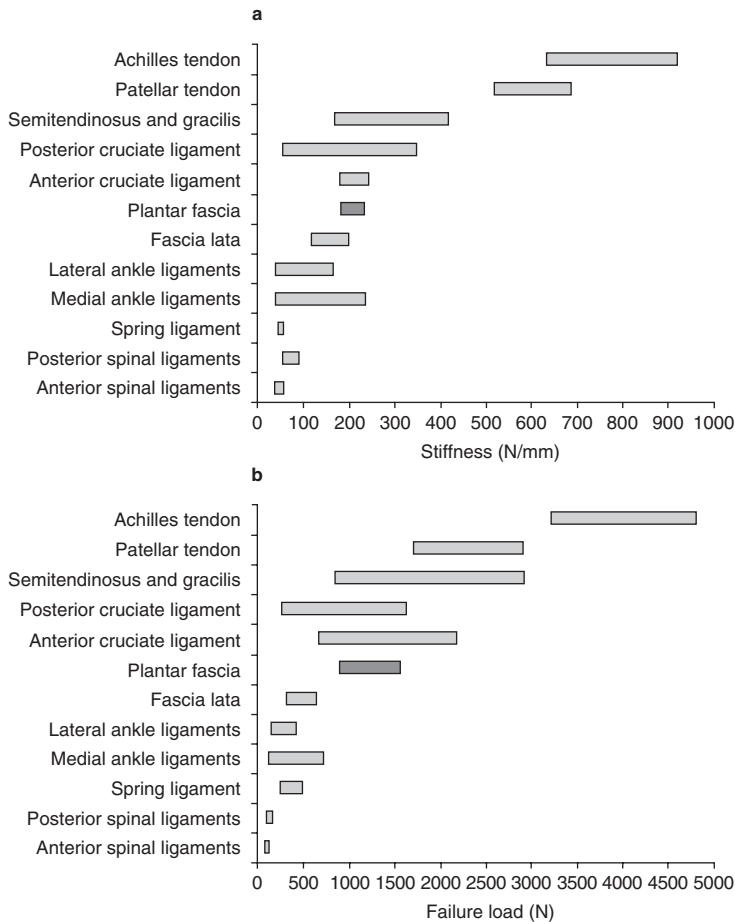 a
Achilles tendon
Patellar tendon
Semitendinosus and gracilis
Posterior cruciate ligament
Anterior cruciate ligament
Plantar fascia
Fascia lata
Lateral ankle ligaments
Medial ankle ligaments
Spring ligament
Posterior spinal ligaments
Anterior spinal ligaments
0 100 200 300 400 500 600 700 800 900 1000
Stiffness (N/mm)
b
Achilles tendon
Patellar tendon
Semitendinosus and gracilis
Posterior cruciate ligament
Anterior cruciate ligament
Plantar fascia
Fascia lata
Lateral ankle ligaments
Medial ankle ligaments
Spring ligament
Posterior spinal ligaments
Anterior spinal ligaments
0 500 1000 1500 2000 2500 3000 3500 4000 4500 5000
Failure load (N)